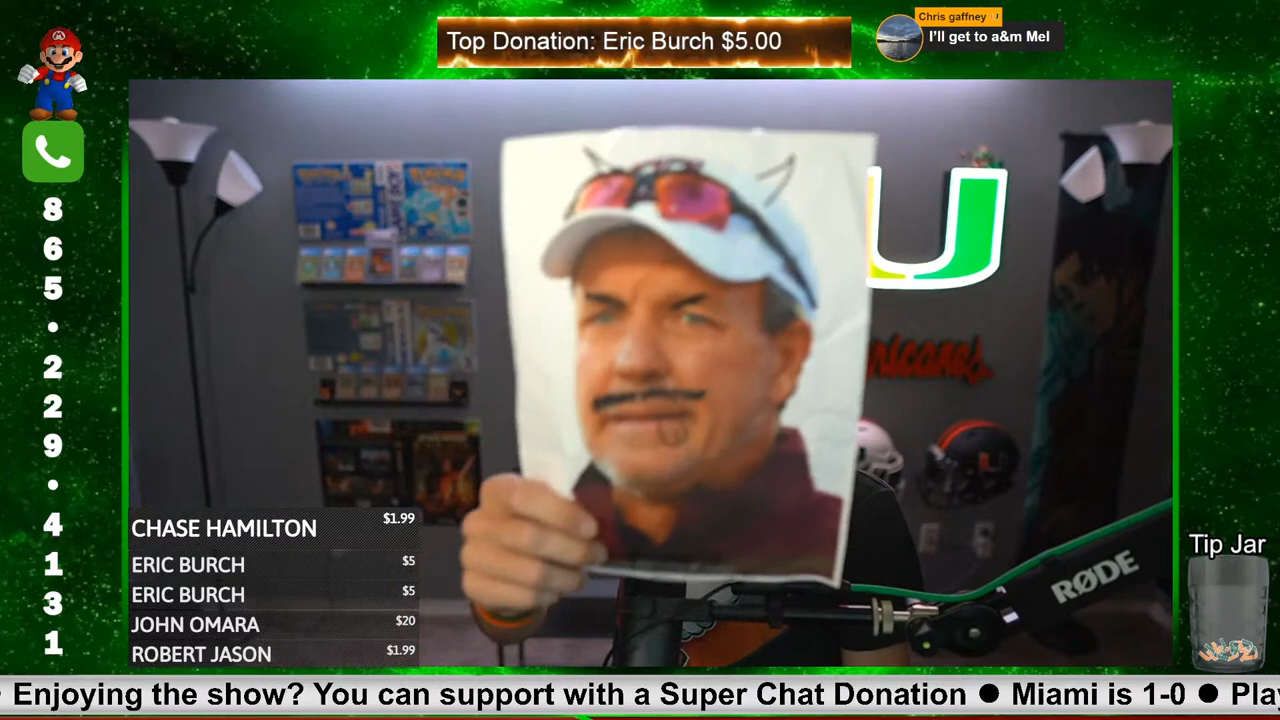 Top Donation: Eric Burch $5.00
Chris gaffney
I'll get to a&m Mel
8
6
5
•
2
2
9
•
4
1
3
1
U
U
CHASE HAMILTON $1.99
ERIC BURCH $5
ERIC BURCH $5
JOHN OMARA $20
ROBERT JASON $1.99
RØDE
Tip Jar
Enjoying the show? You can support with a Super Chat Donation ● Miami is 1-0 ● Play